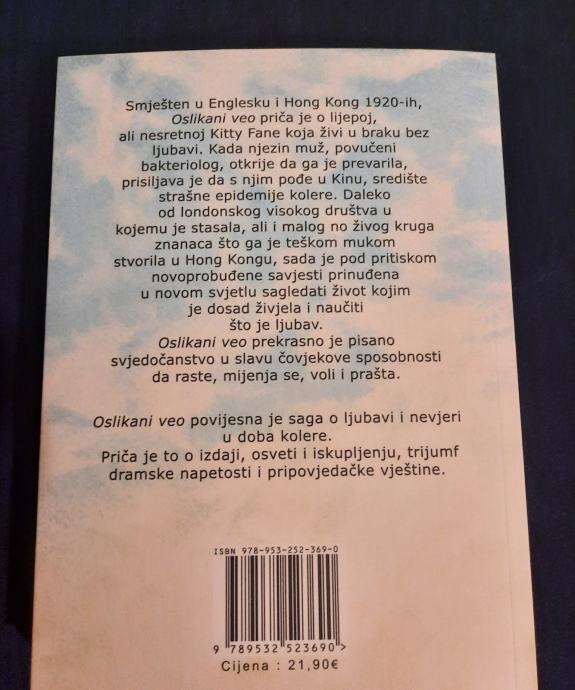 Smješten u Englesku i Hong Kong 1920-ih,
Oslikani veo priča je o lijepoj,
ali nesretnoj Kitty Fane koja živi u braku bez
ljubavi. Kada njezin muž, povučeni
bakteriolog, otkrije da ga je prevarila,
prisiljava je da s njim pođe u Kinu, središte
strašne epidemije kolere. Daleko
od londonskog visokog društva u
kojemu je stasala, ali i malog no živog kruga
znanaca što ga je teškom mukom
stvorila u Hong Kongu, sada je pod pritiskom
novoprobuđene savjesti prinuđena
u novom svjetlu sagledati život kojim
je dosad živjela i naučiti
što je ljubav.
Oslikani veo prekrasno je pisano
svjedočanstvo u slavu čovjekove sposobnosti
da raste, mijenja se, voli i prašta.
Oslikani veo povijesna je saga o ljubavi i nevjeri
u doba kolere.
Priča je to o izdaji, osveti i iskupljenju, trijumf
dramske napetosti i pripovjedačke vještine.
ISBN 978-953-252-369-0
9 789532 523690 >
Cijena : 21,90€